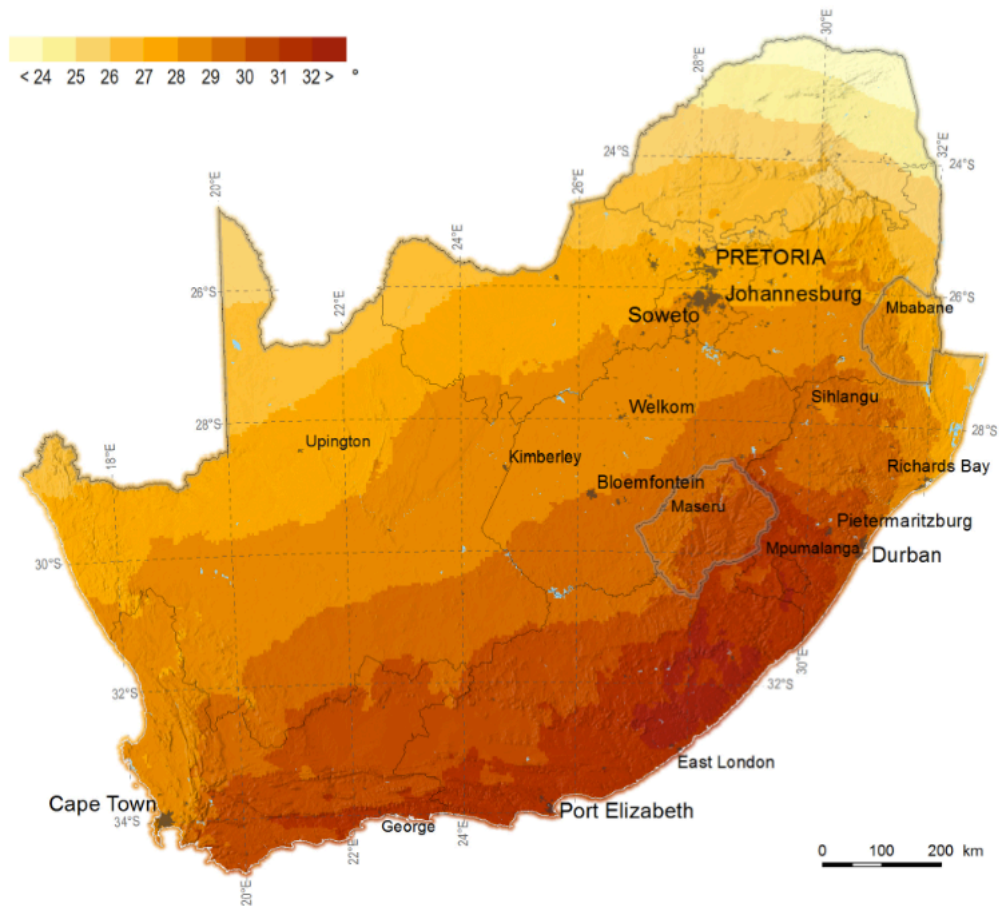 < 24 25 26 27 28 29 30 31 32 > °
30°E
28°E
32°E
24°S
24°S
20°E
26°E
24°E
22°E
26°S
26°S
PRETORIA
Johannesburg
Soweto
Mbabane
Sihlangu
Welkom
28°S
28°S
18°E
Upington
Kimberley
Richards Bay
Bloemfontein
Maseru
Pietermaritzburg
Mpumalanga
Durban
30°S
30°E
32°S
32°S
East London
Cape Town
34°S
Port Elizabeth
George
22°E
24°E
20°E
0 100 200 km